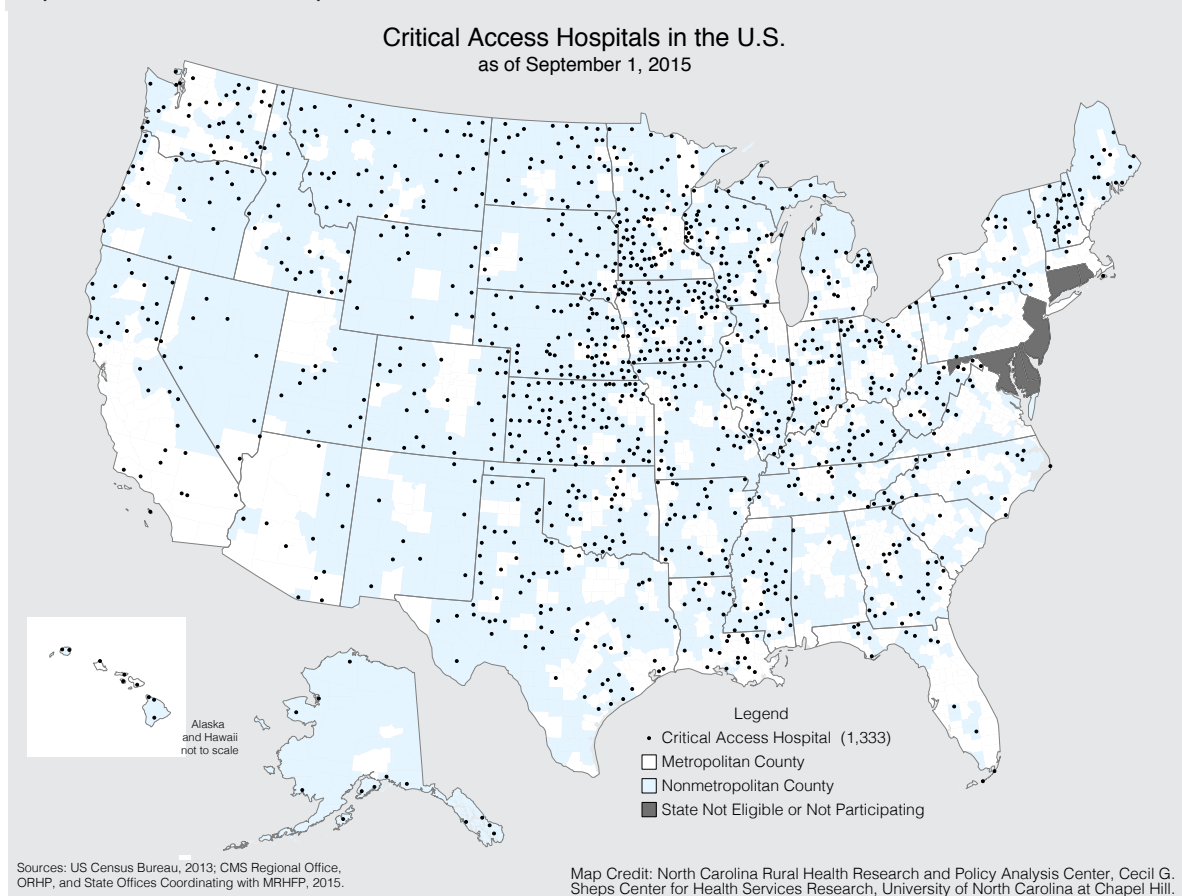 Critical Access Hospitals in the U.S.
as of September 1, 2015
Alaska
and Hawaii
not to scale
Legend
Critical Access Hospital (1,333)
Metropolitan County
Nonmetropolitan County
State Not Eligible or Not Participating
Sources: US Census Bureau, 2013; CMS Regional Office,
ORHP, and State Offices Coordinating with MRHFP, 2015.
Map Credit: North Carolina Rural Health Research and Policy Analysis Center, Cecil G.
Sheps Center for Health Services Research, University of North Carolina at Chapel Hill.